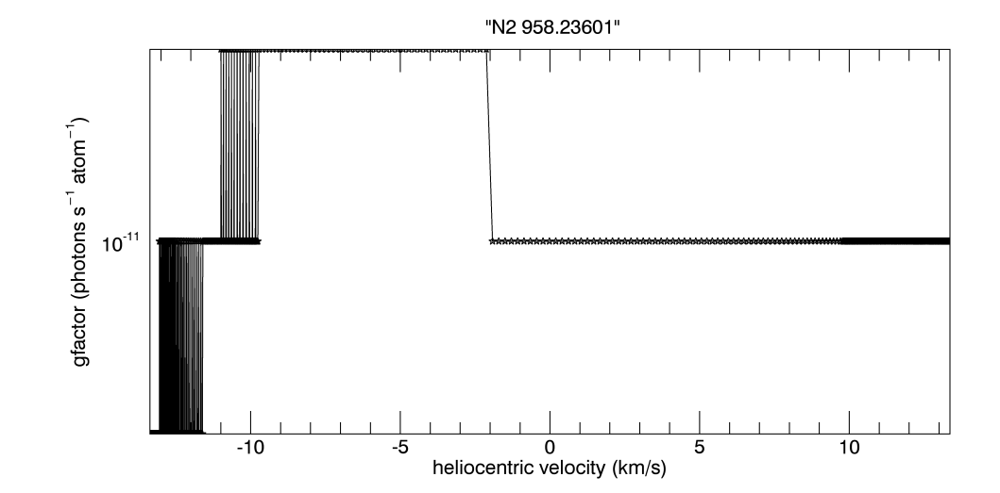 "N2 958.23601"
gfactor (photons s⁻¹ atom⁻¹)
10⁻¹¹
-10 -5 0 5 10
heliocentric velocity (km/s)